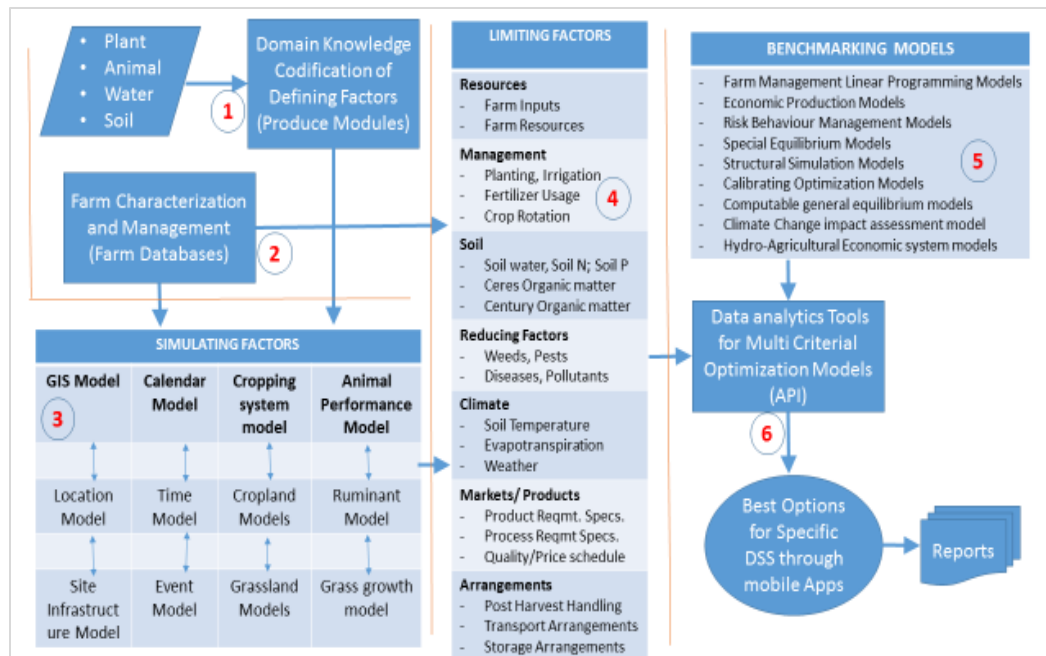 • Plant
• Animal
• Water
• Soil
1
Domain Knowledge
Codification of
Defining Factors
(Produce Modules)
Farm Characterization
and Management
(Farm Databases)
2
SIMULATING FACTORS
GIS Model
Calendar
Model
Cropping
system
model
Animal
Performance
Model
3
Location
Model
Time
Model
Cropland
Models
Ruminant
Model
Site
Infrastruct
ure Model
Event
Model
Grassland
Models
Grass growth
model
LIMITING FACTORS
Resources
- Farm Inputs
- Farm Resources
Management
- Planting, Irrigation
- Fertilizer Usage
- Crop Rotation
4
Soil
- Soil water, Soil N; Soil P
- Ceres Organic matter
- Century Organic matter
Reducing Factors
- Weeds, Pests
- Diseases, Pollutants
Climate
- Soil Temperature
- Evapotranspiration
- Weather
Markets/ Products
- Product Reqmt. Specs.
- Process Reqmt Specs.
- Quality/Price schedule
Arrangements
- Post Harvest Handling
- Transport Arrangements
- Storage Arrangements
BENCHMARKING MODELS
- Farm Management Linear Programming Models
- Economic Production Models
- Risk Behaviour Management Models
- Special Equilibrium Models
- Structural Simulation Models
- Calibrating Optimization Models
- Computable general equilibrium models
- Climate Change impact assessment model
- Hydro-Agricultural Economic system models
5
Data analytics Tools
for Multi Criterial
Optimization Models
(API)
6
Best Options
for Specific
DSS through
mobile Apps
Reports